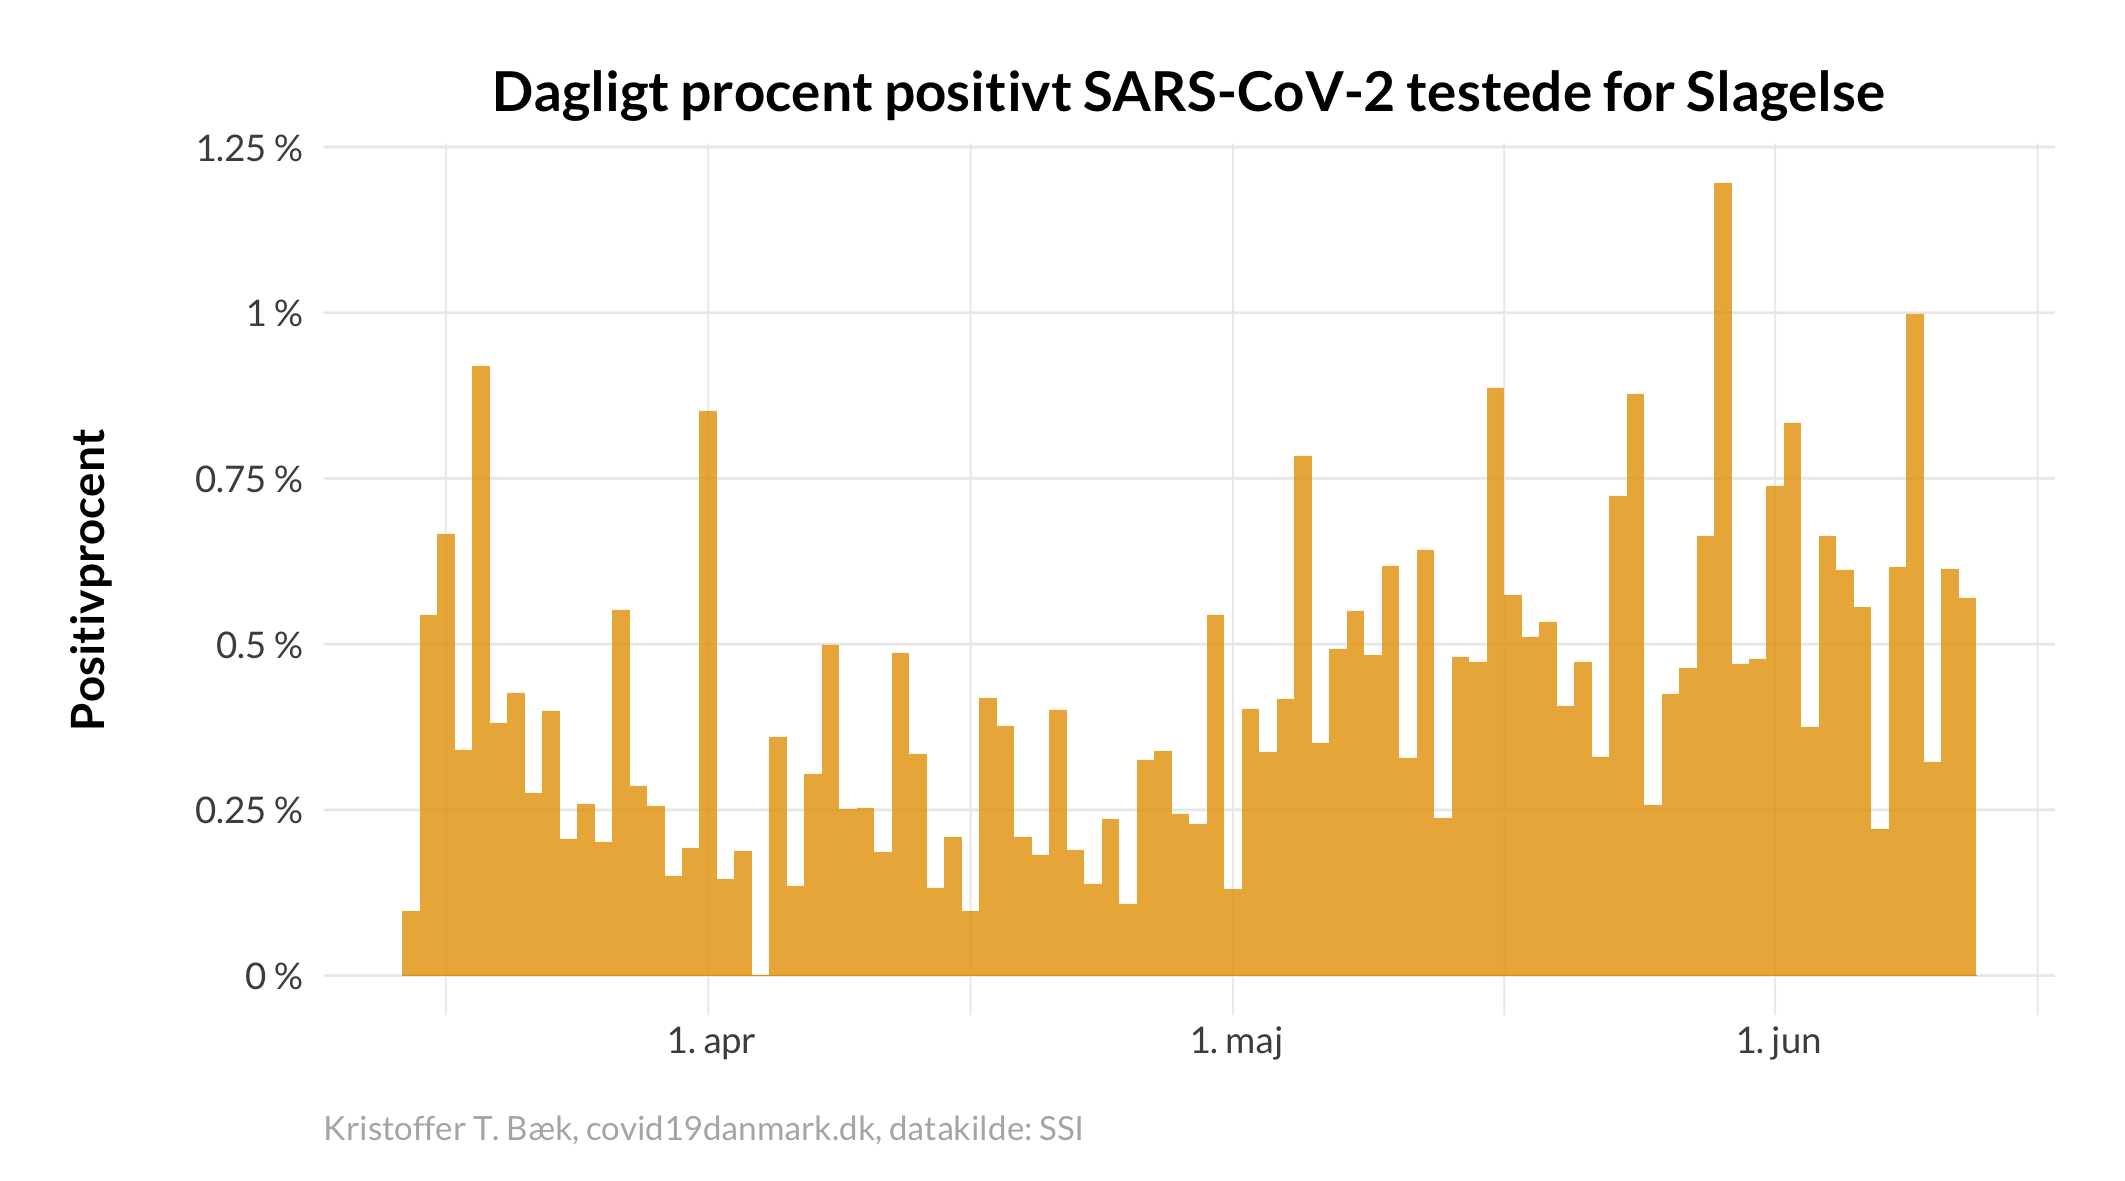 Dagligt procent positivt SARS-CoV-2 testede for Slagelse
Positivprocent
1.25 %
1 %
0.75 %
0.5 %
0.25 %
0 %
1. apr
1. maj
1. jun
Kristoffer T. Bæk, covid19danmark.dk, datakilde: SSI